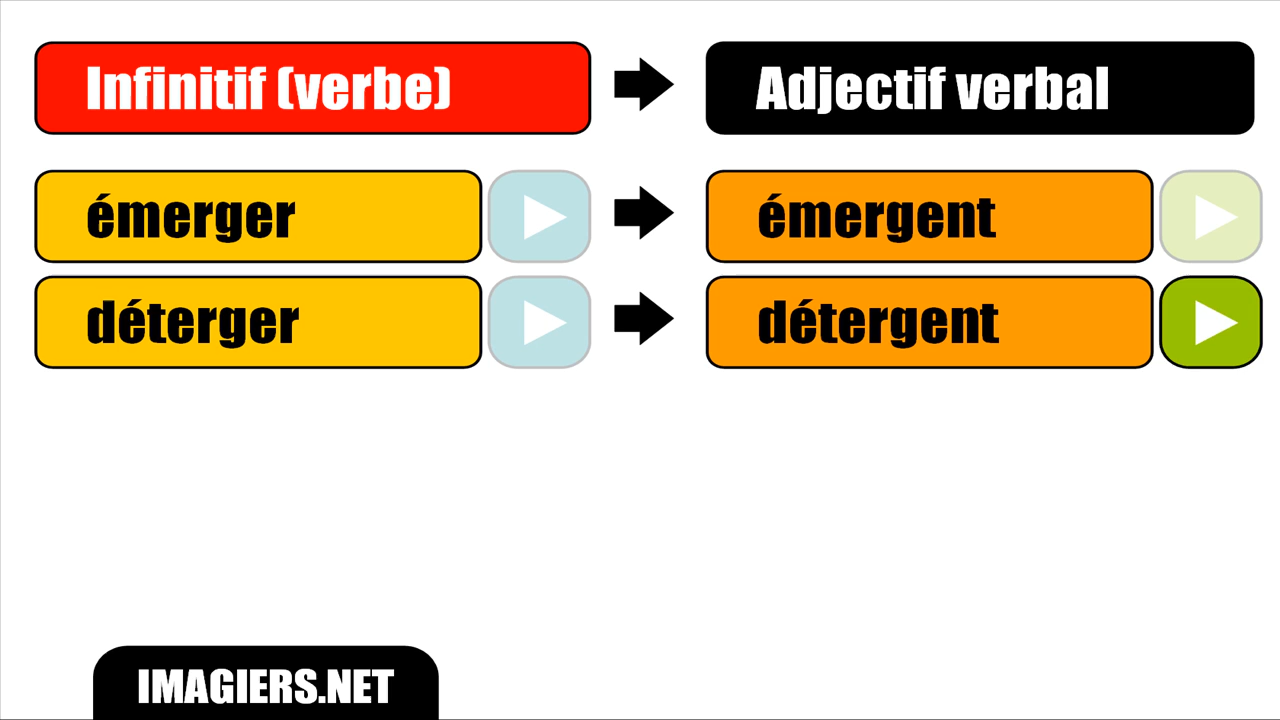 Infinitif (verbe)
Adjectif verbal
émerger
émergent
déterger
détergent
IMAGIERS.NET